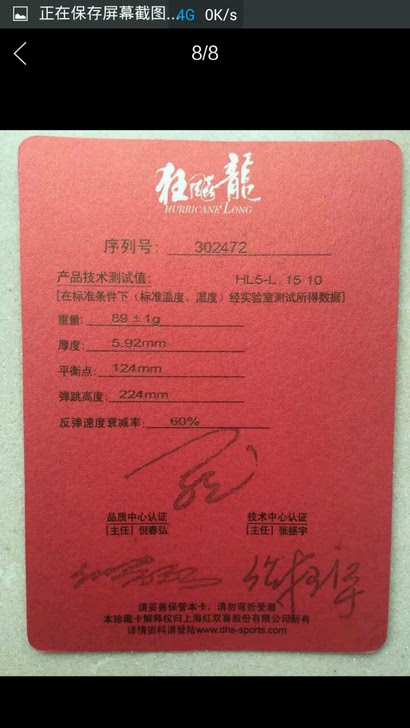 正在保存屏幕截图...4G 0K/s
8/8
狂飚龍
HURRICANE LONG
序列号: 302472
产品技术测试值: HL5-L 15 10
[在标准条件下（标准温度、湿度）经实验室测试所得数据]
重量: 89±1g
厚度: 5.92mm
平衡点: 124mm
弹跳高度: 224mm
反弹速度衰减率: 60%
品质中心认证 技术中心认证
[主任] 倪春弘 [主任]
请妥善保管本卡，请勿弯折受潮
本珍藏卡解释权归上海红双喜股份有限公司所有
详情资料请登陆www.dhs-sports.com